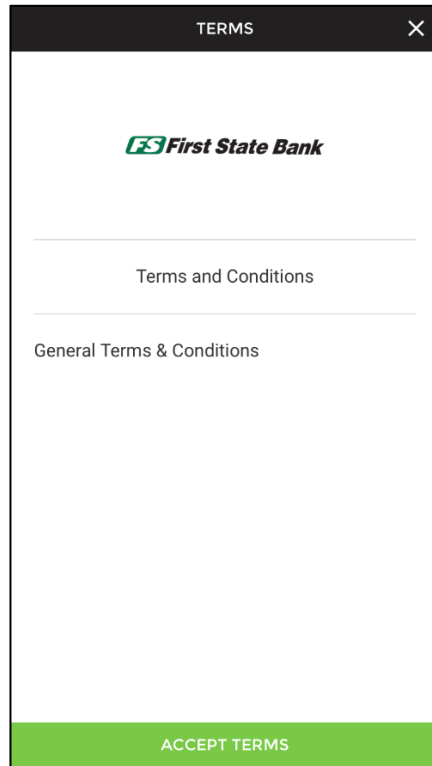 TERMS
FS First State Bank
Terms and Conditions
General Terms & Conditions
ACCEPT TERMS